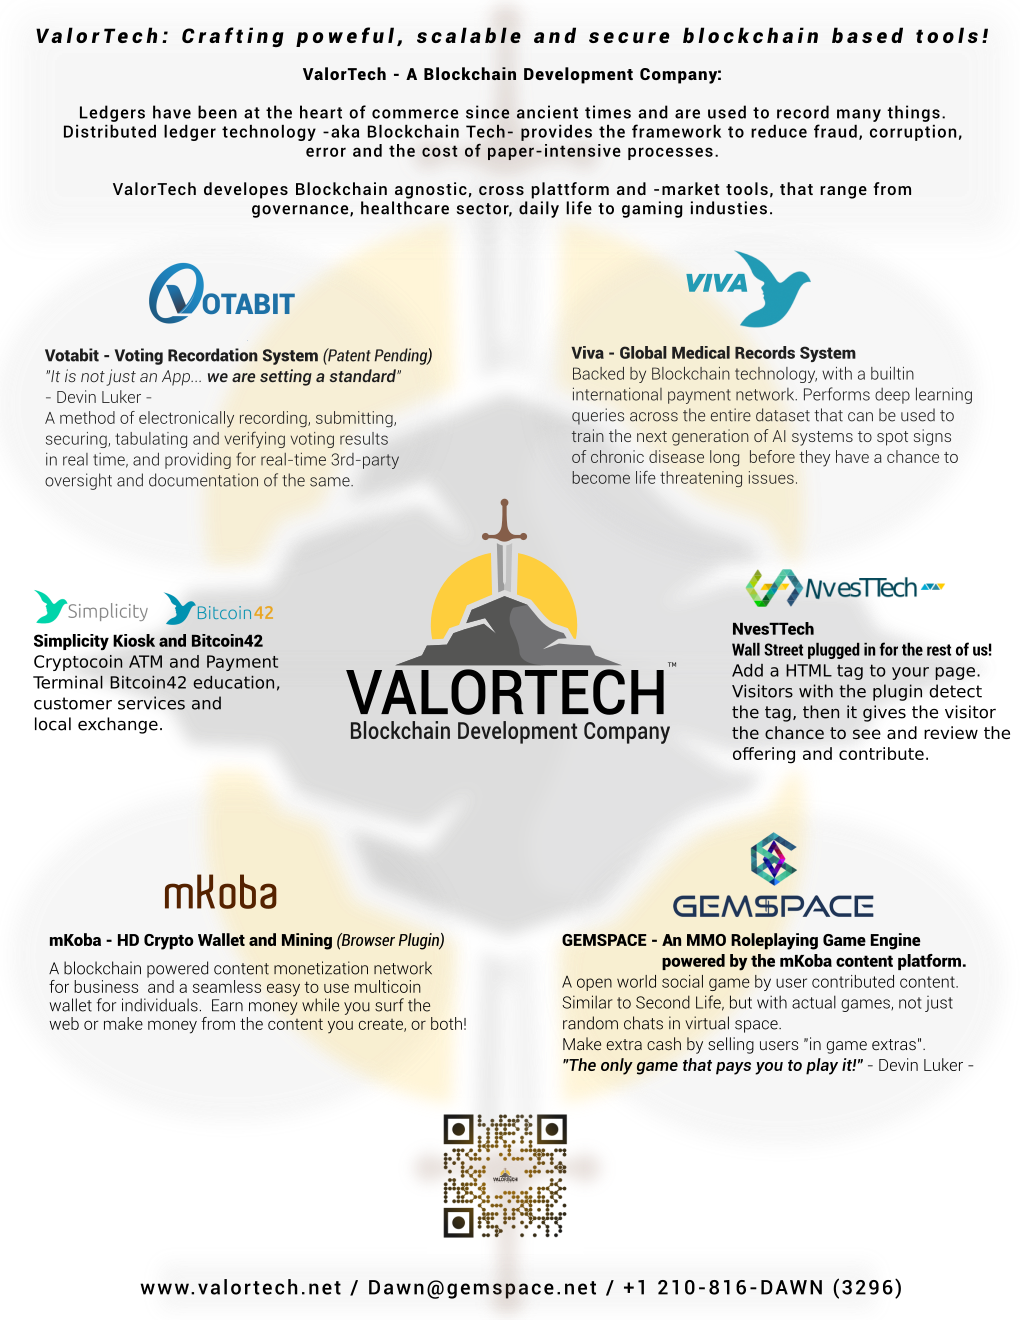 ValorTech: Crafting poweful, scalable and secure blockchain based tools!
ValorTech - A Blockchain Development Company:
Ledgers have been at the heart of commerce since ancient times and are used to record many things.
Distributed ledger technology -aka Blockchain Tech- provides the framework to reduce fraud, corruption,
error and the cost of paper-intensive processes.
ValorTech developes Blockchain agnostic, cross plattform and -market tools, that range from
governance, healthcare sector, daily life to gaming industies.
VOTABIT
Votabit - Voting Recordation System (Patent Pending)
"It is not just an App... we are setting a standard"
- Devin Luker -
A method of electronically recording, submitting,
securing, tabulating and verifying voting results
in real time, and providing for real-time 3rd-party
oversight and documentation of the same.
VIVA
Viva - Global Medical Records System
Backed by Blockchain technology, with a builtin
international payment network. Performs deep learning
queries across the entire dataset that can be used to
train the next generation of AI systems to spot signs
of chronic disease long  before they have a chance to
become life threatening issues.
Simplicity Bitcoin42
Simplicity Kiosk and Bitcoin42
Cryptocoin ATM and Payment
Terminal Bitcoin42 education,
customer services and
local exchange.
VALORTECH™
Blockchain Development Company
NvesTTech
NvesTTech
Wall Street plugged in for the rest of us!
Add a HTML tag to your page.
Visitors with the plugin detect
the tag, then it gives the visitor
the chance to see and review the
offering and contribute.
mKoba
mKoba - HD Crypto Wallet and Mining (Browser Plugin)
A blockchain powered content monetization network
for business  and a seamless easy to use multicoin
wallet for individuals.  Earn money while you surf the
web or make money from the content you create, or both!
GEMSPACE
GEMSPACE - An MMO Roleplaying Game Engine
powered by the mKoba content platform.
A open world social game by user contributed content.
Similar to Second Life, but with actual games, not just
random chats in virtual space.
Make extra cash by selling users "in game extras".
"The only game that pays you to play it!" - Devin Luker -
VALORTECH
www.valortech.net / Dawn@gemspace.net / +1 210-816-DAWN (3296)